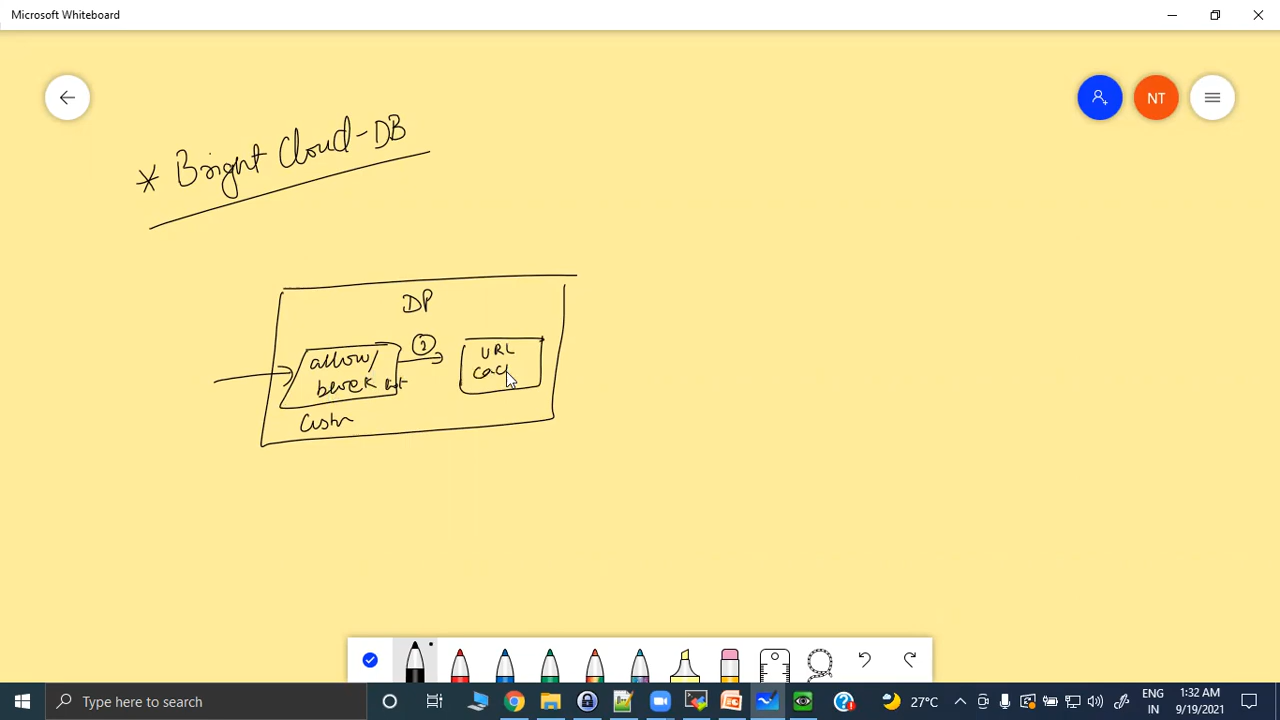 Microsoft Whiteboard
NT
* Bright Cloud-DB
DP
allow/
block list
②
URL
cac
Custm
Type here to search
27°C
ENG
IN
1:32 AM
9/19/2021